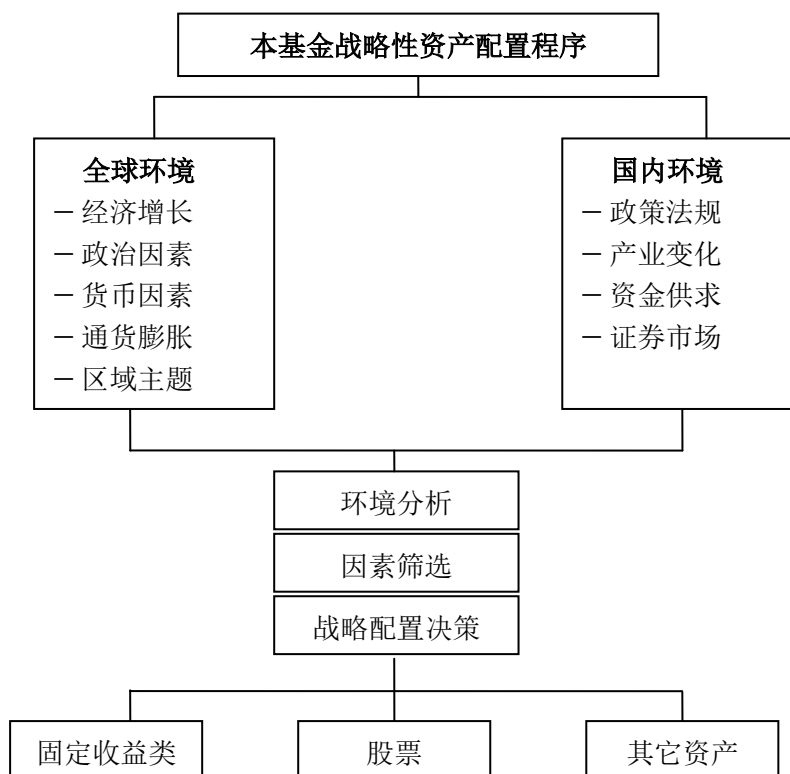 本基金战略性资产配置程序
全球环境
－经济增长
－政治因素
－货币因素
－通货膨胀
－区域主题
国内环境
－政策法规
－产业变化
－资金供求
－证券市场
环境分析
因素筛选
战略配置决策
固定收益类
股票
其它资产